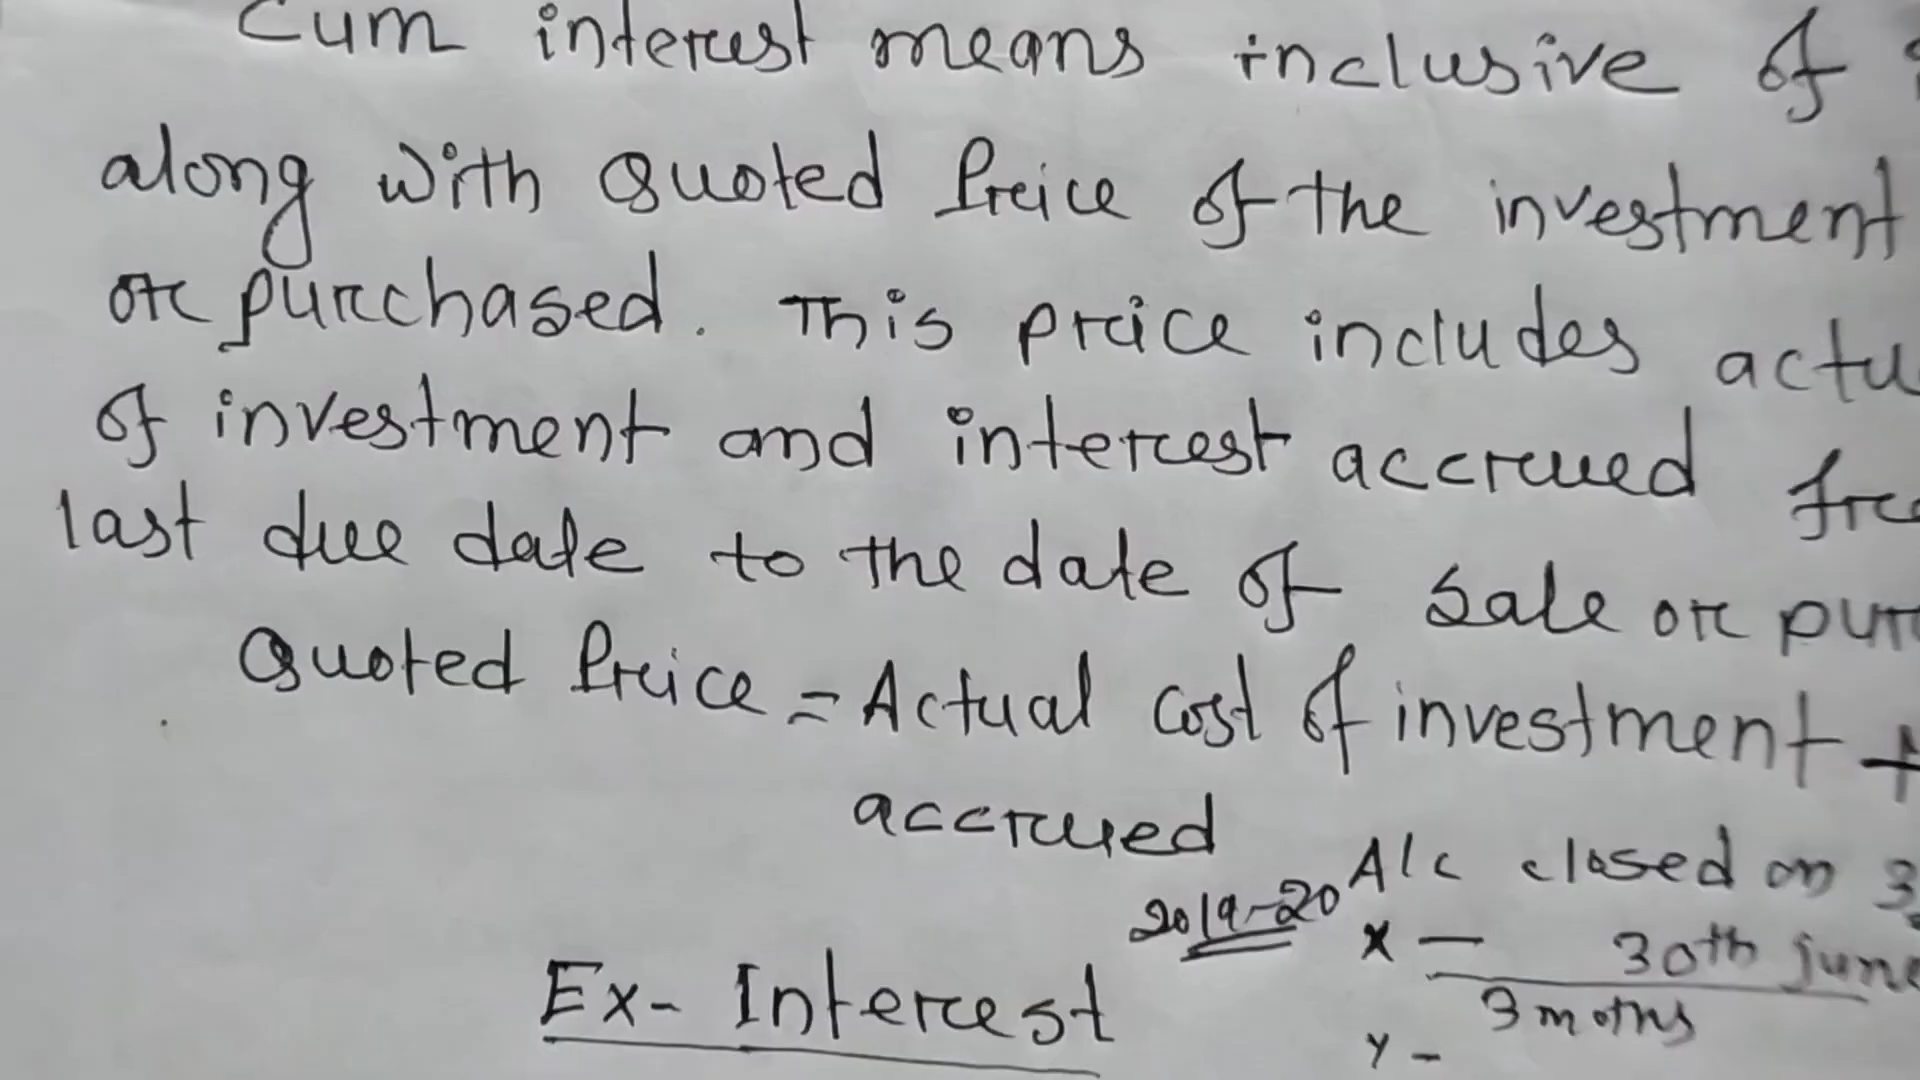 Cum interest means inclusive of
along with Quoted Price of the investment
or purchased. This price includes actu
of investment and interest accrued
last due date to the date of Sale or pur
Quoted Price = Actual Cost of investment +
accrued
A/c closed on 3
2019-20
X — 30th june
3 moths
Ex- Interest
Y -